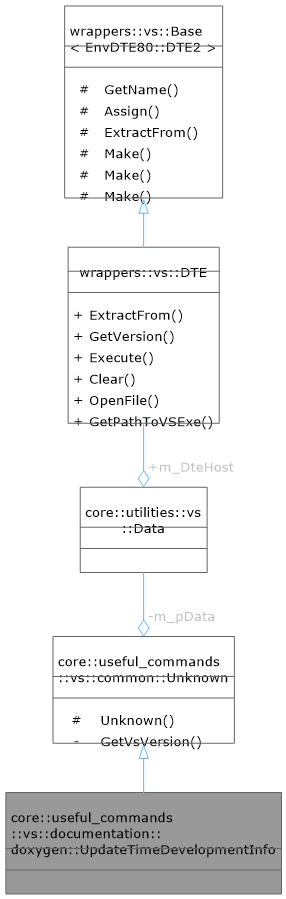 wrappers::vs::Base
< EnvDTE80::DTE2 >
# GetName()
# Assign()
# ExtractFrom()
# Make()
# Make()
# Make()
wrappers::vs::DTE
+ ExtractFrom()
+ GetVersion()
+ Execute()
+ Clear()
+ OpenFile()
+ GetPathToVSExe()
+m_DteHost
core::utilities::vs
::Data
-m_pData
core::useful_commands
::vs::common::Unknown
# Unknown()
- GetVsVersion()
core::useful_commands
::vs::documentation::
doxygen::UpdateTimeDevelopmentInfo